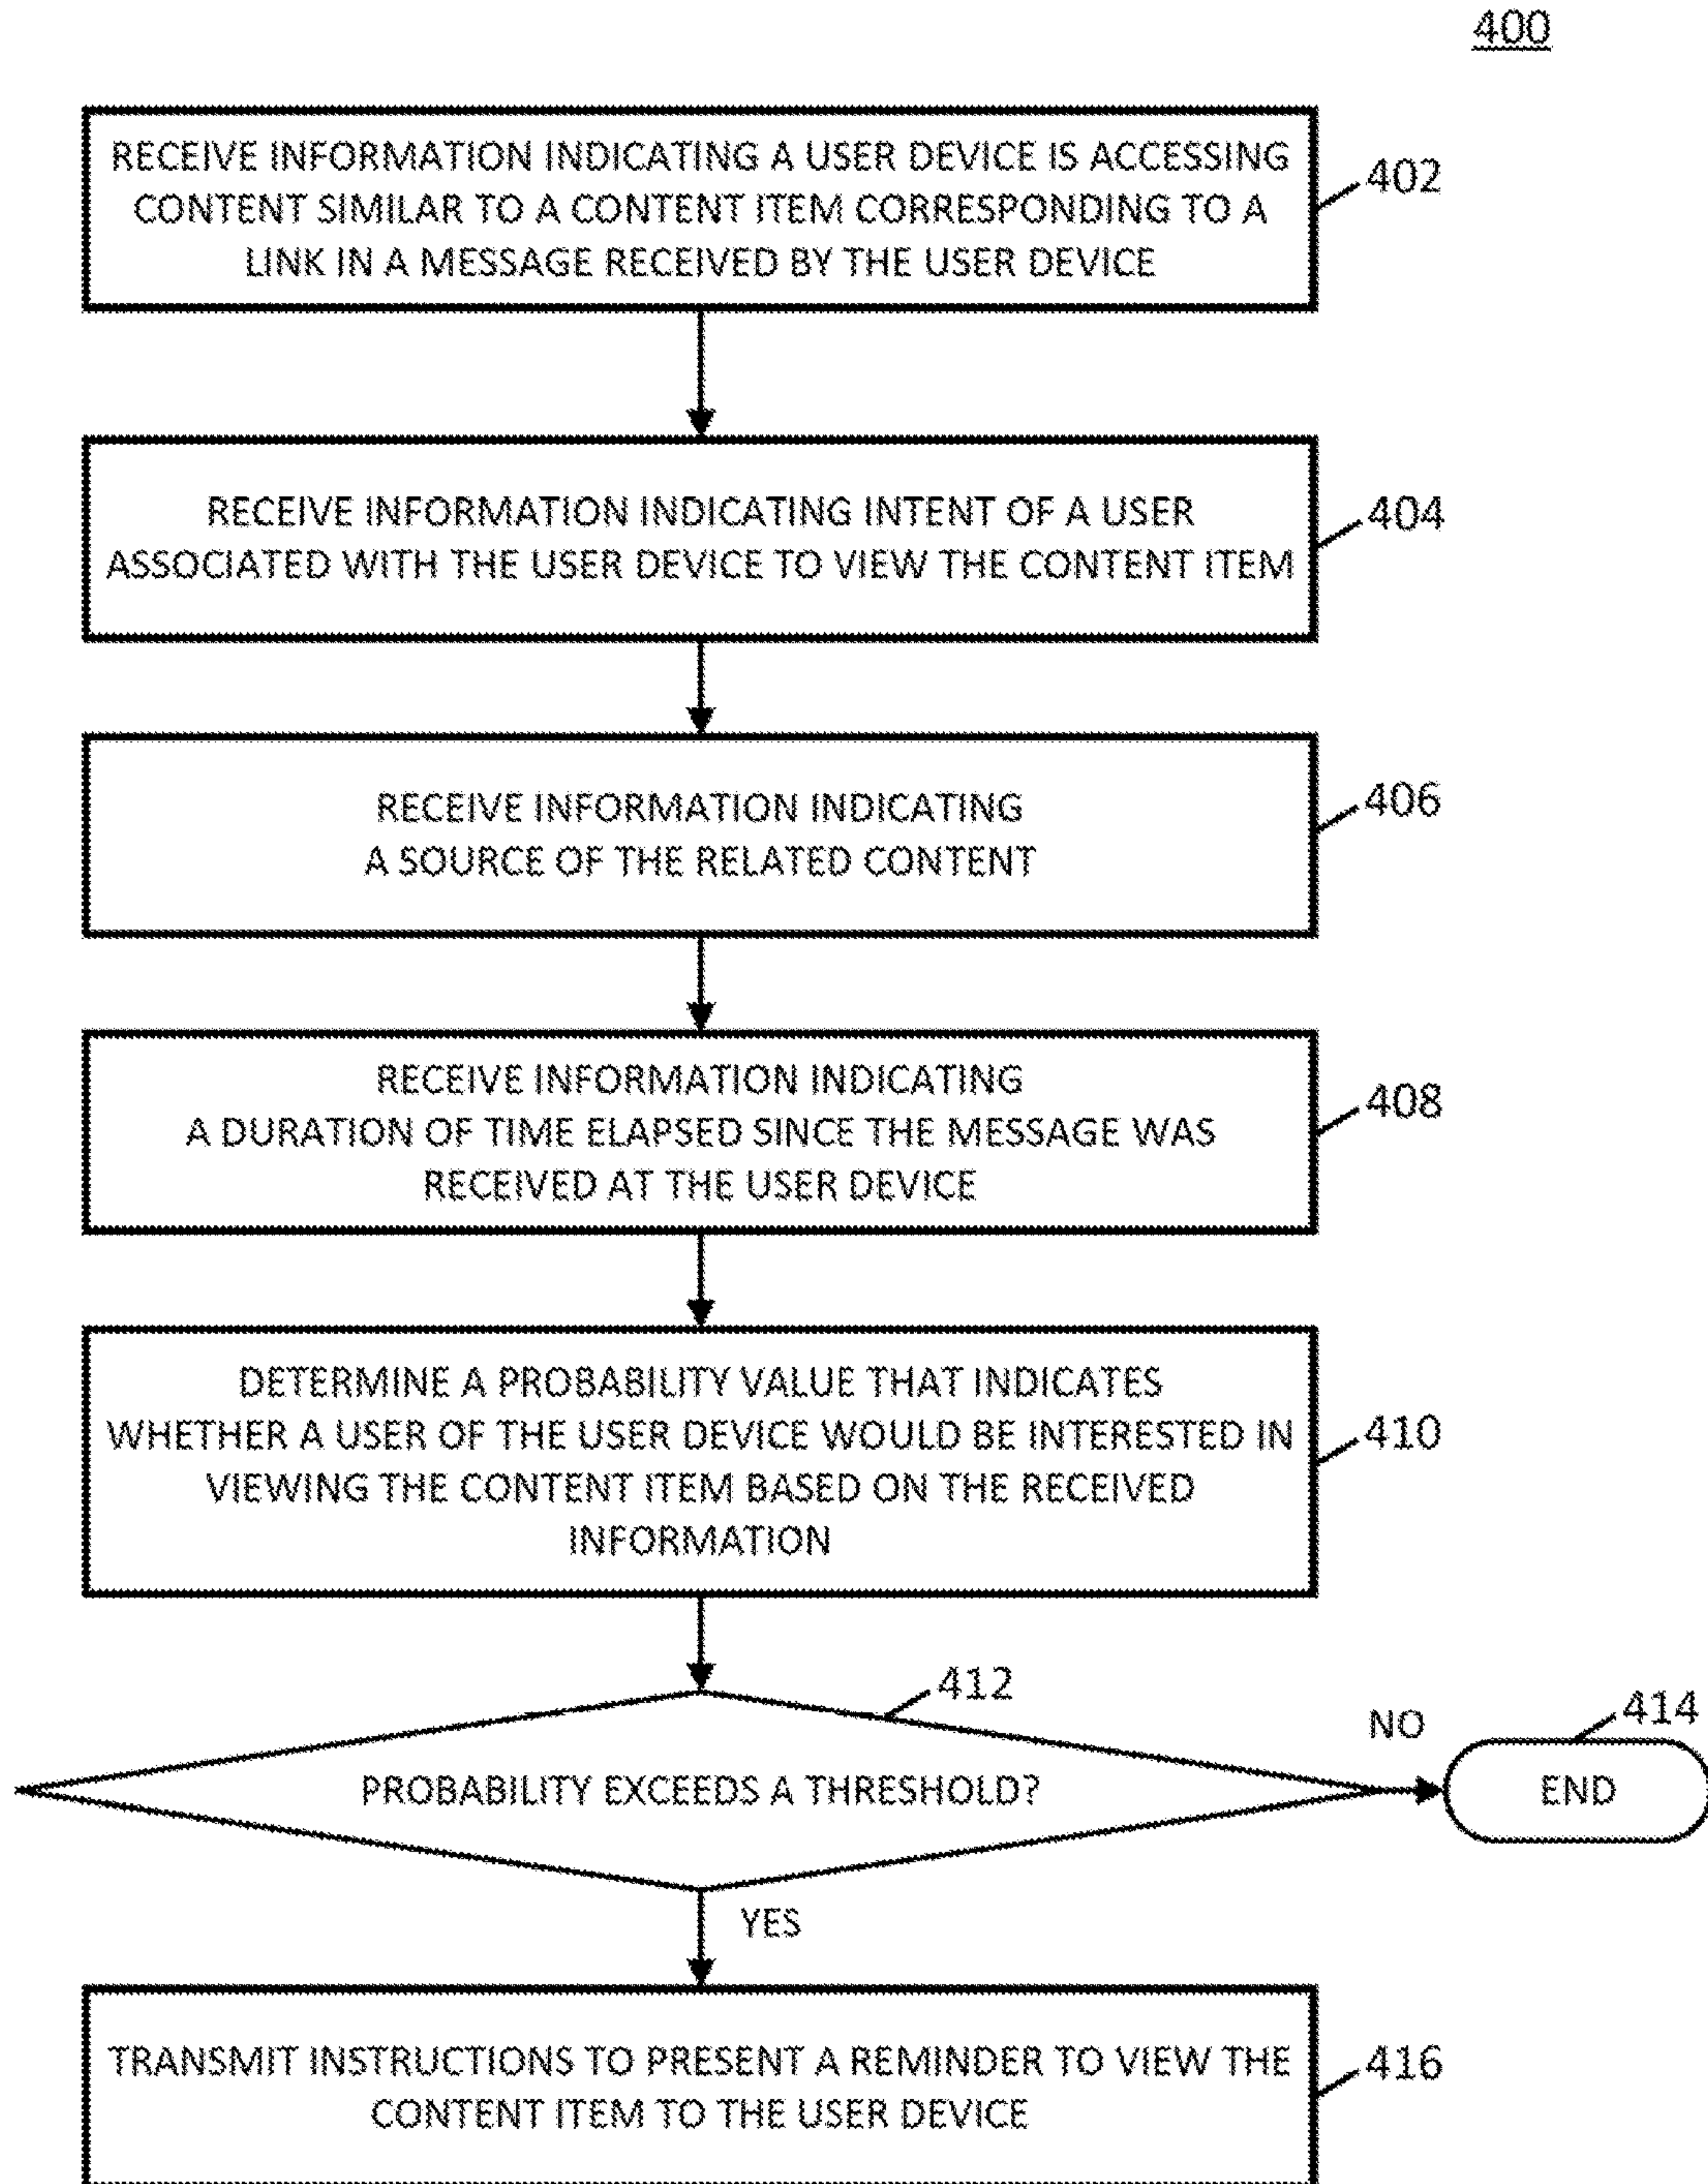 400
RECEIVE INFORMATION INDICATING A USER DEVICE IS ACCESSING
CONTENT SIMILAR TO A CONTENT ITEM CORRESPONDING TO A
LINK IN A MESSAGE RECEIVED BY THE USER DEVICE
402
RECEIVE INFORMATION INDICATING INTENT OF A USER
ASSOCIATED WITH THE USER DEVICE TO VIEW THE CONTENT ITEM
404
RECEIVE INFORMATION INDICATING
A SOURCE OF THE RELATED CONTENT
406
RECEIVE INFORMATION INDICATING
A DURATION OF TIME ELAPSED SINCE THE MESSAGE WAS
RECEIVED AT THE USER DEVICE
408
DETERMINE A PROBABILITY VALUE THAT INDICATES
WHETHER A USER OF THE USER DEVICE WOULD BE INTERESTED IN
VIEWING THE CONTENT ITEM BASED ON THE RECEIVED
INFORMATION
410
412
PROBABILITY EXCEEDS A THRESHOLD?
NO
414
END
YES
TRANSMIT INSTRUCTIONS TO PRESENT A REMINDER TO VIEW THE
CONTENT ITEM TO THE USER DEVICE
416